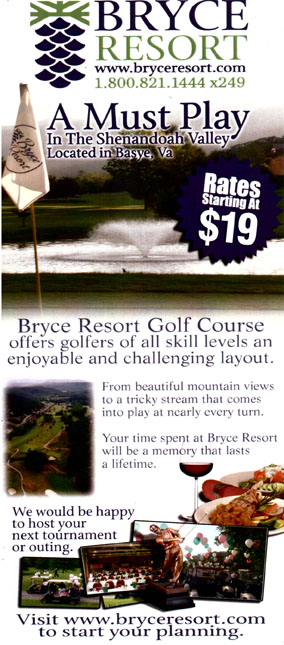 BRYCE
RESORT
www.bryceresort.com
1.800.821.1444 x249
A Must Play
In The Shenandoah Valley
Located in Basye, Va
Bryce
Resort
Rates
Starting At
$19
Bryce Resort Golf Course
offers golfers of all skill levels an
enjoyable and challenging layout.
From beautiful mountain views
to a tricky stream that comes
into play at nearly every turn.
Your time spent at Bryce Resort
will be a memory that lasts
a lifetime.
We would be happy
to host your
next tournament
or outing.
Visit www.bryceresort.com
to start your planning.